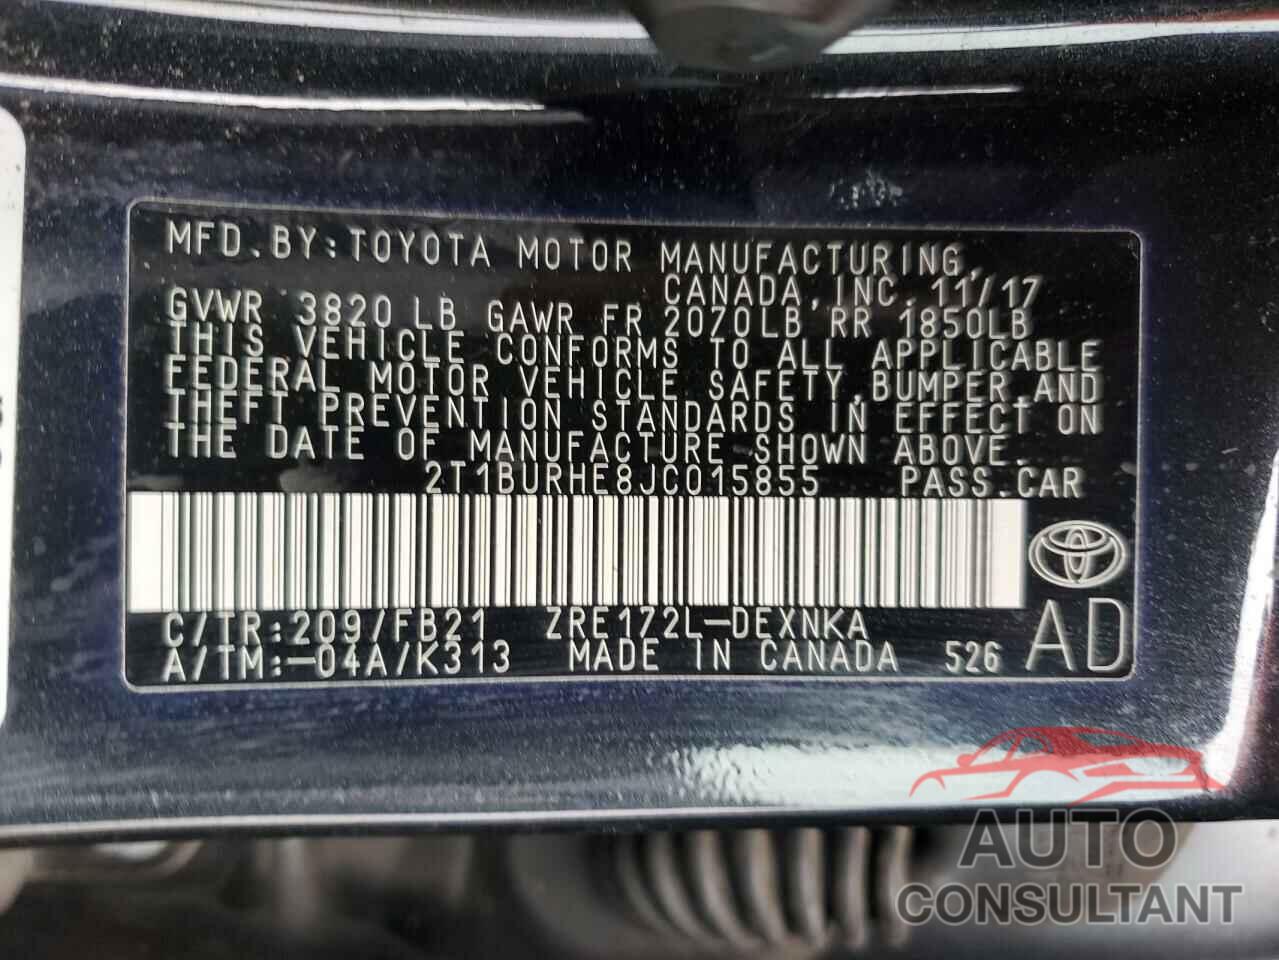 MFD.BY:TOYOTA MOTOR MANUFACTURING,
CANADA,INC. 11/17
GVWR 3820 LB GAWR FR 2070LB RR 1850LB
THIS VEHICLE CONFORMS TO ALL APPLICABLE
FEDERAL MOTOR VEHICLE SAFETY,BUMPER,AND
THEFT PREVENTION STANDARDS IN EFFECT ON
THE DATE OF MANUFACTURE SHOWN ABOVE.
2T1BURHE8JC015855 PASS.CAR
C/TR:209/FB21 ZRE172L-DEXNKA
A/TM:-04A/K313 MADE IN CANADA 526 AD
AUTO
CONSULTANT